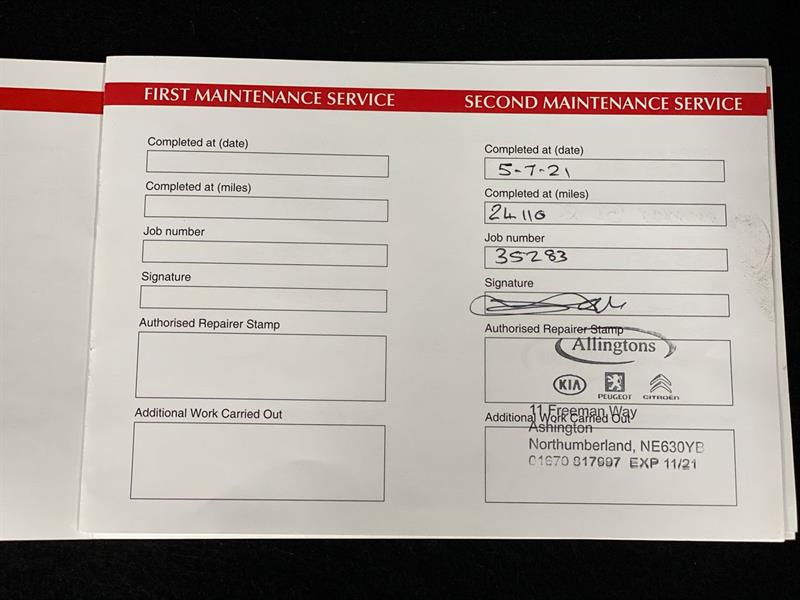 FIRST MAINTENANCE SERVICE
Completed at (date)
Completed at (miles)
Job number
Signature
Authorised Repairer Stamp
Additional Work Carried Out
SECOND MAINTENANCE SERVICE
Completed at (date)
5-7-21
Completed at (miles)
24110
Job number
35283
Signature
Authorised Repairer Stamp
Allingtons
KIA PEUGEOT CITROËN
11 Freeman Way
Additional Work Carried Out
Ashington
Northumberland, NE630YB
01670 817997 EXP 11/21